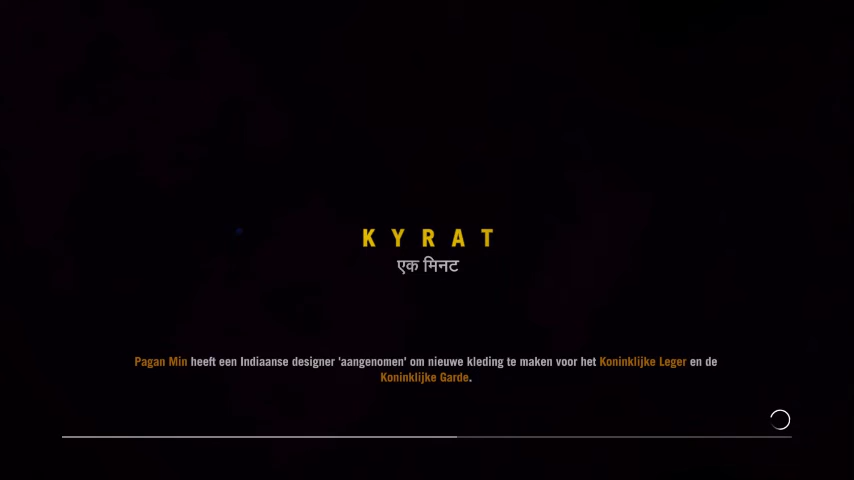 KYRAT
एक मिनट
Pagan Min heeft een Indiaanse designer 'aangenomen' om nieuwe kleding te maken voor het Koninklijke Leger en de
Koninklijke Garde.